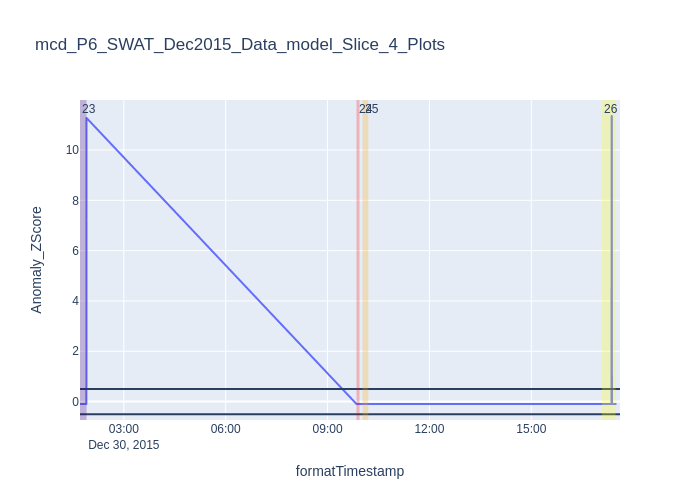 mcd_P6_SWAT_Dec2015_Data_model_Slice_4_Plots
23
24
25
26
10
8
6
4
2
0
Anomaly_ZScore
03:00 06:00 09:00 12:00 15:00
Dec 30, 2015
formatTimestamp